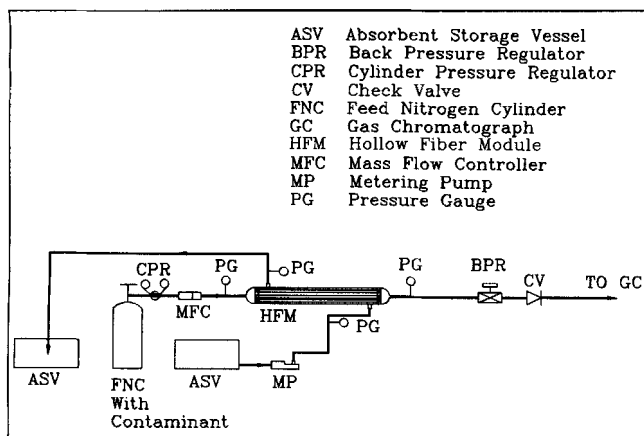 ASV Absorbent Storage Vessel
BPR Back Pressure Regulator
CPR Cylinder Pressure Regulator
CV Check Valve
FNC Feed Nitrogen Cylinder
GC Gas Chromatograph
HFM Hollow Fiber Module
MFC Mass Flow Controller
MP Metering Pump
PG Pressure Gauge
CPR
PG
PG
PG
BPR
CV
TO GC
MFC
HFM
PG
ASV
FNC
With
Contaminant
ASV
MP